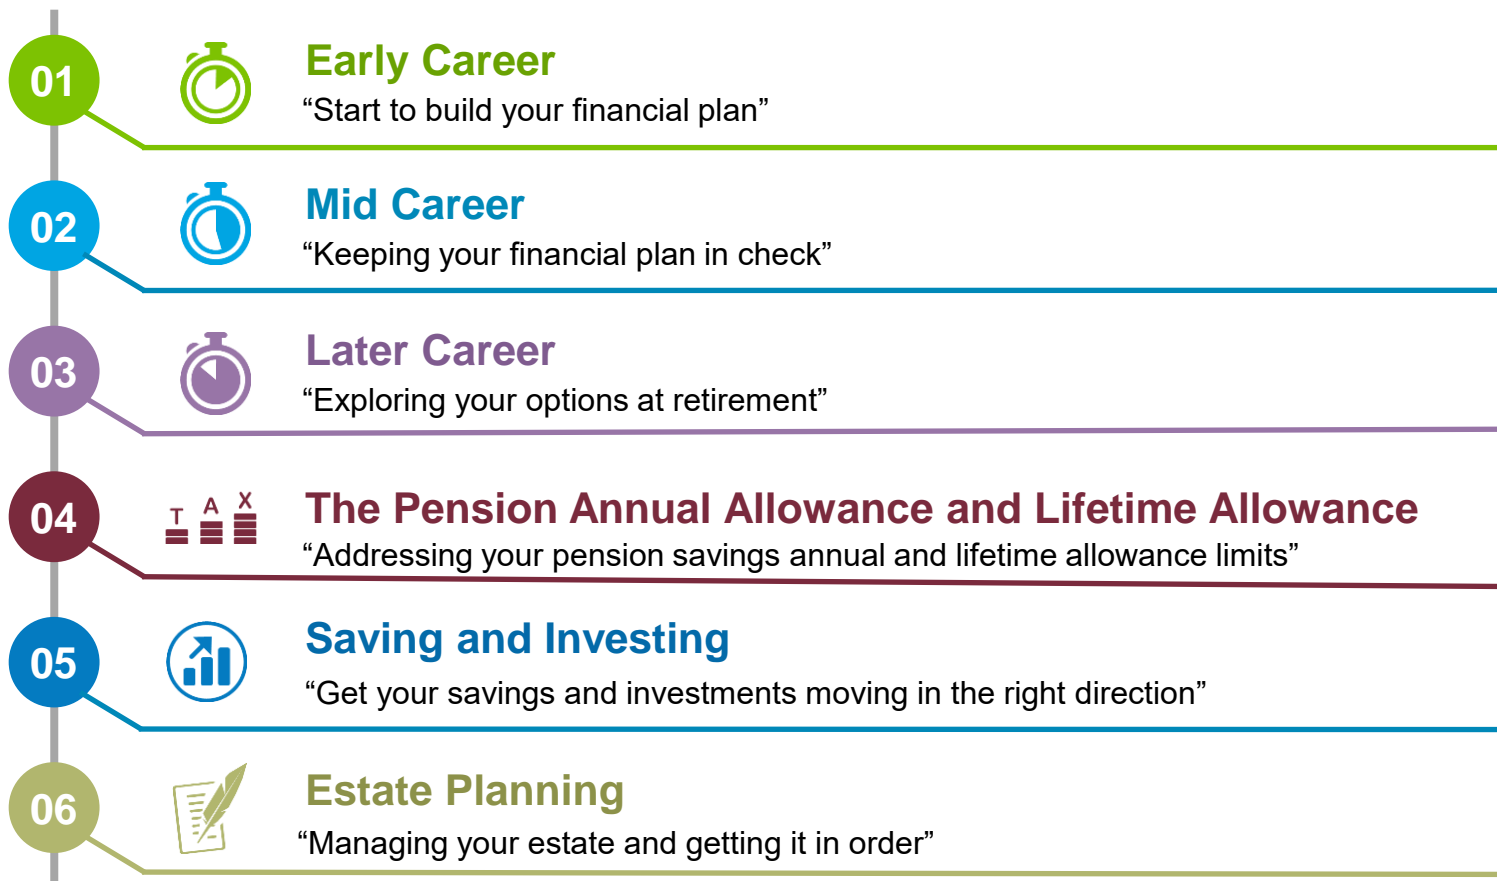 01
Early Career
“Start to build your financial plan”
02
Mid Career
“Keeping your financial plan in check”
03
Later Career
“Exploring your options at retirement”
04
T A X
The Pension Annual Allowance and Lifetime Allowance
“Addressing your pension savings annual and lifetime allowance limits”
05
Saving and Investing
“Get your savings and investments moving in the right direction”
06
Estate Planning
“Managing your estate and getting it in order”